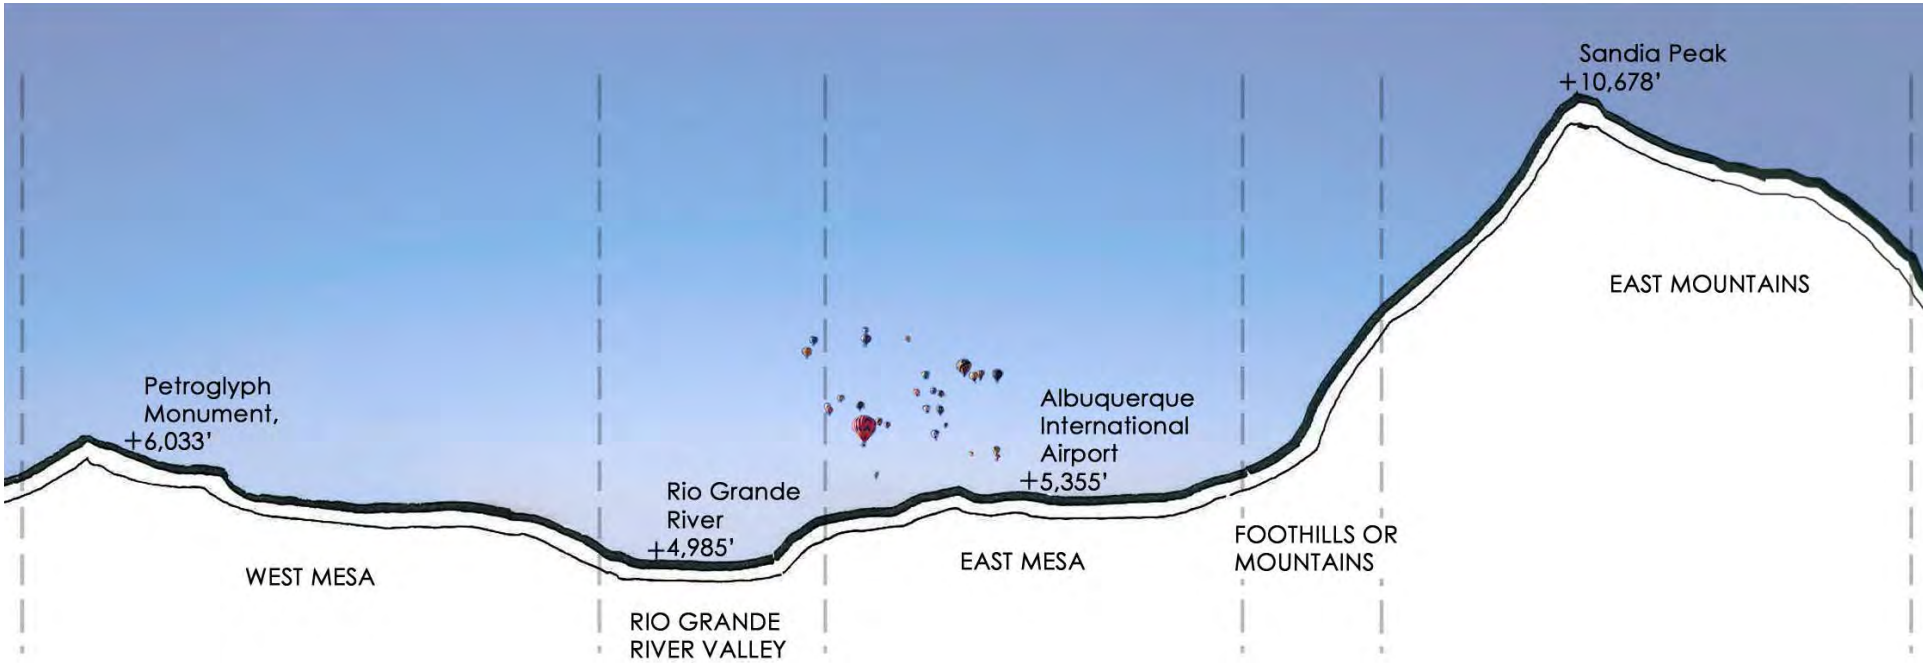 Sandia Peak
+10,678’
EAST MOUNTAINS
Petroglyph
Monument,
+6,033’
Albuquerque
International
Airport
+5,355’
Rio Grande
River
+4,985’
WEST MESA
EAST MESA
FOOTHILLS OR
MOUNTAINS
RIO GRANDE
RIVER VALLEY